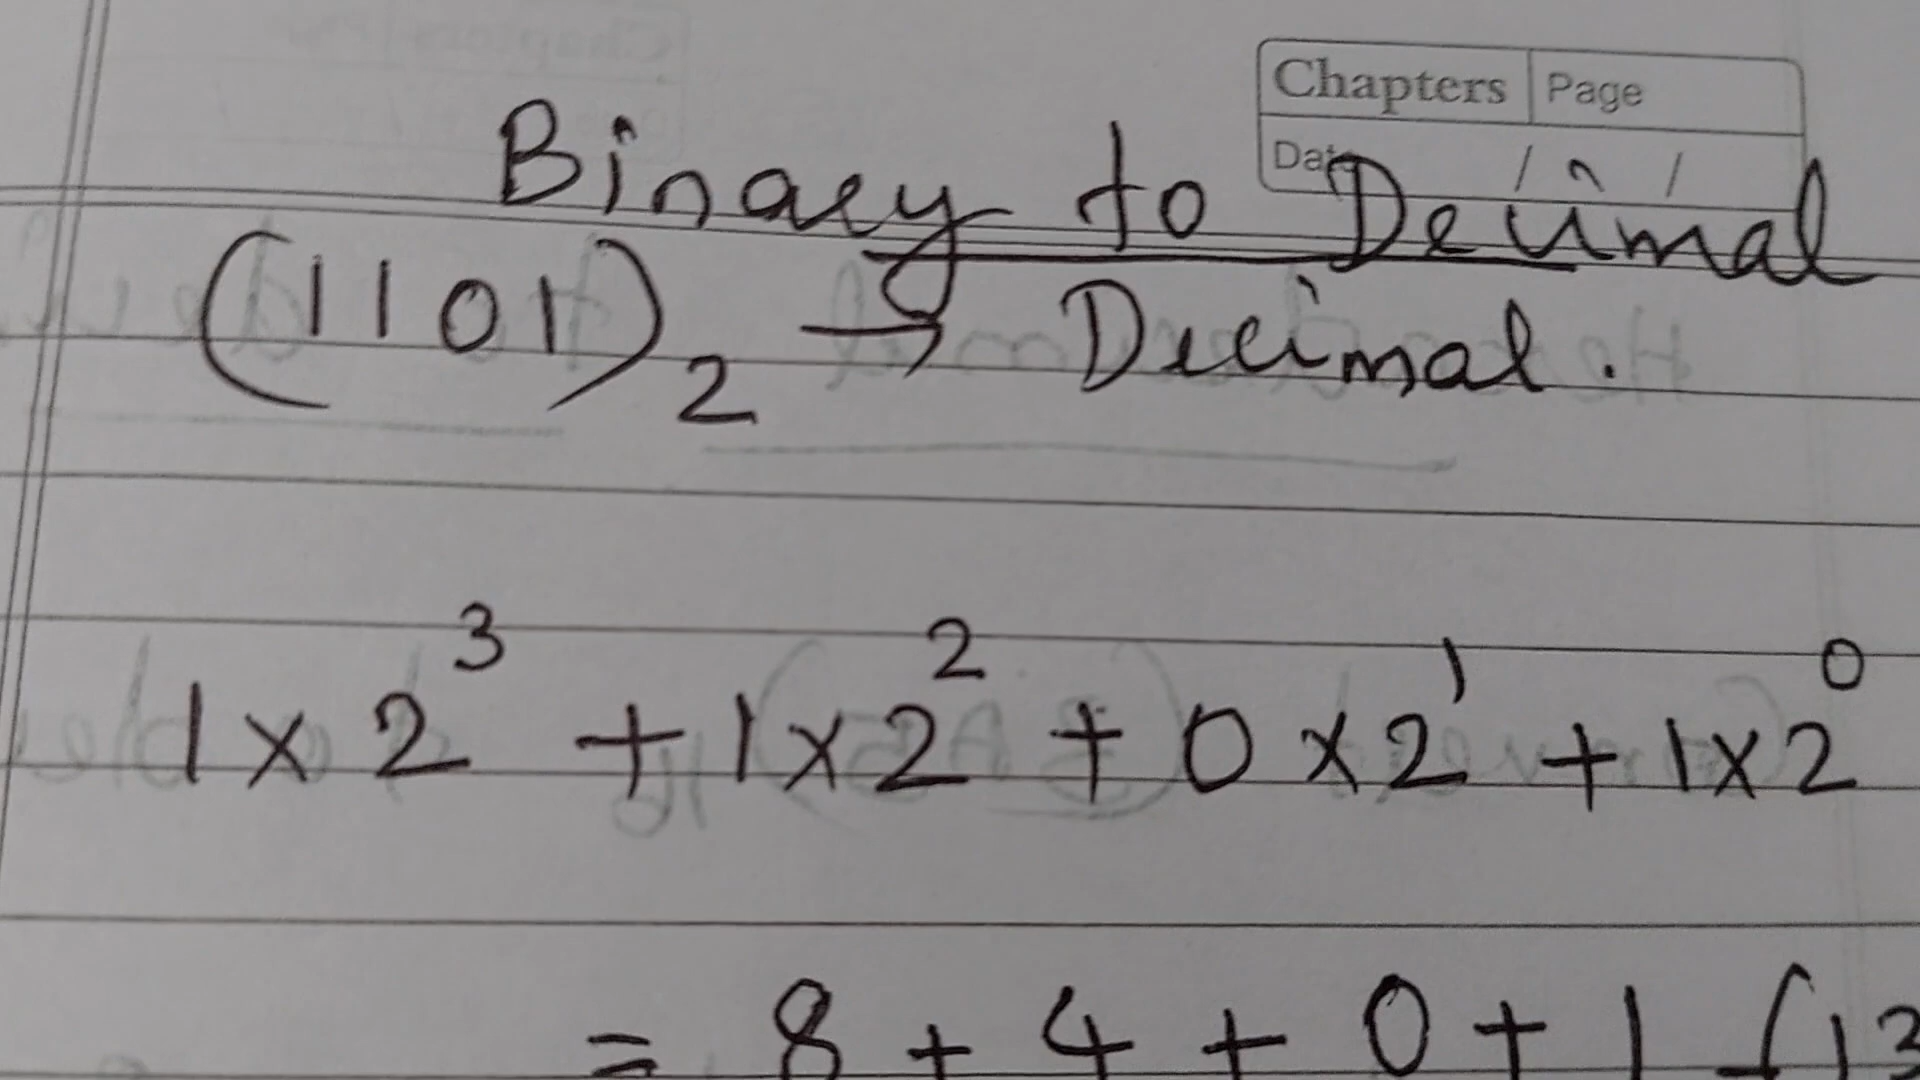 Chapters Page
Date / /
Binary to Decimal
(1101)₂ → Decimal.
1 × 2³ + 1 × 2² + 0 × 2¹ + 1 × 2⁰
= 8 + 4 + 0 + 1 (13